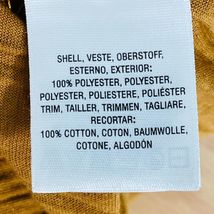 SHELL, VESTE, OBERSTOFF,
ESTERNO, EXTERIOR:
100% POLYESTER, POLYESTER,
POLYESTER, POLIESTERE, POLIÉSTER
TRIM, TAILLER, TRIMMEN, TAGLIARE,
RECORTAR:
100% COTTON, COTON, BAUMWOLLE,
COTONE, ALGODÓN